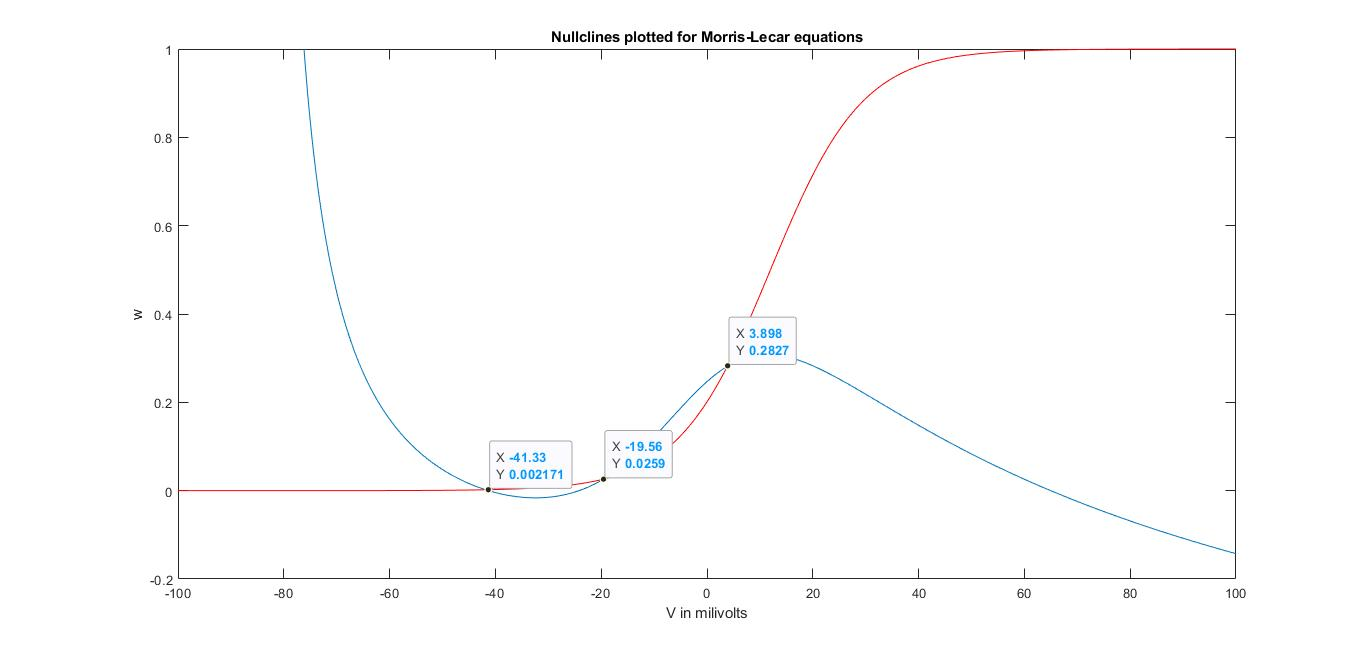 Nullclines plotted for Morris-Lecar equations
1
0.8
0.6
w
0.4
X 3.898
Y 0.2827
0.2
X -19.56
Y 0.0259
X -41.33
Y 0.002171
0
-0.2
-100 -80 -60 -40 -20 0 20 40 60 80 100
V in milivolts